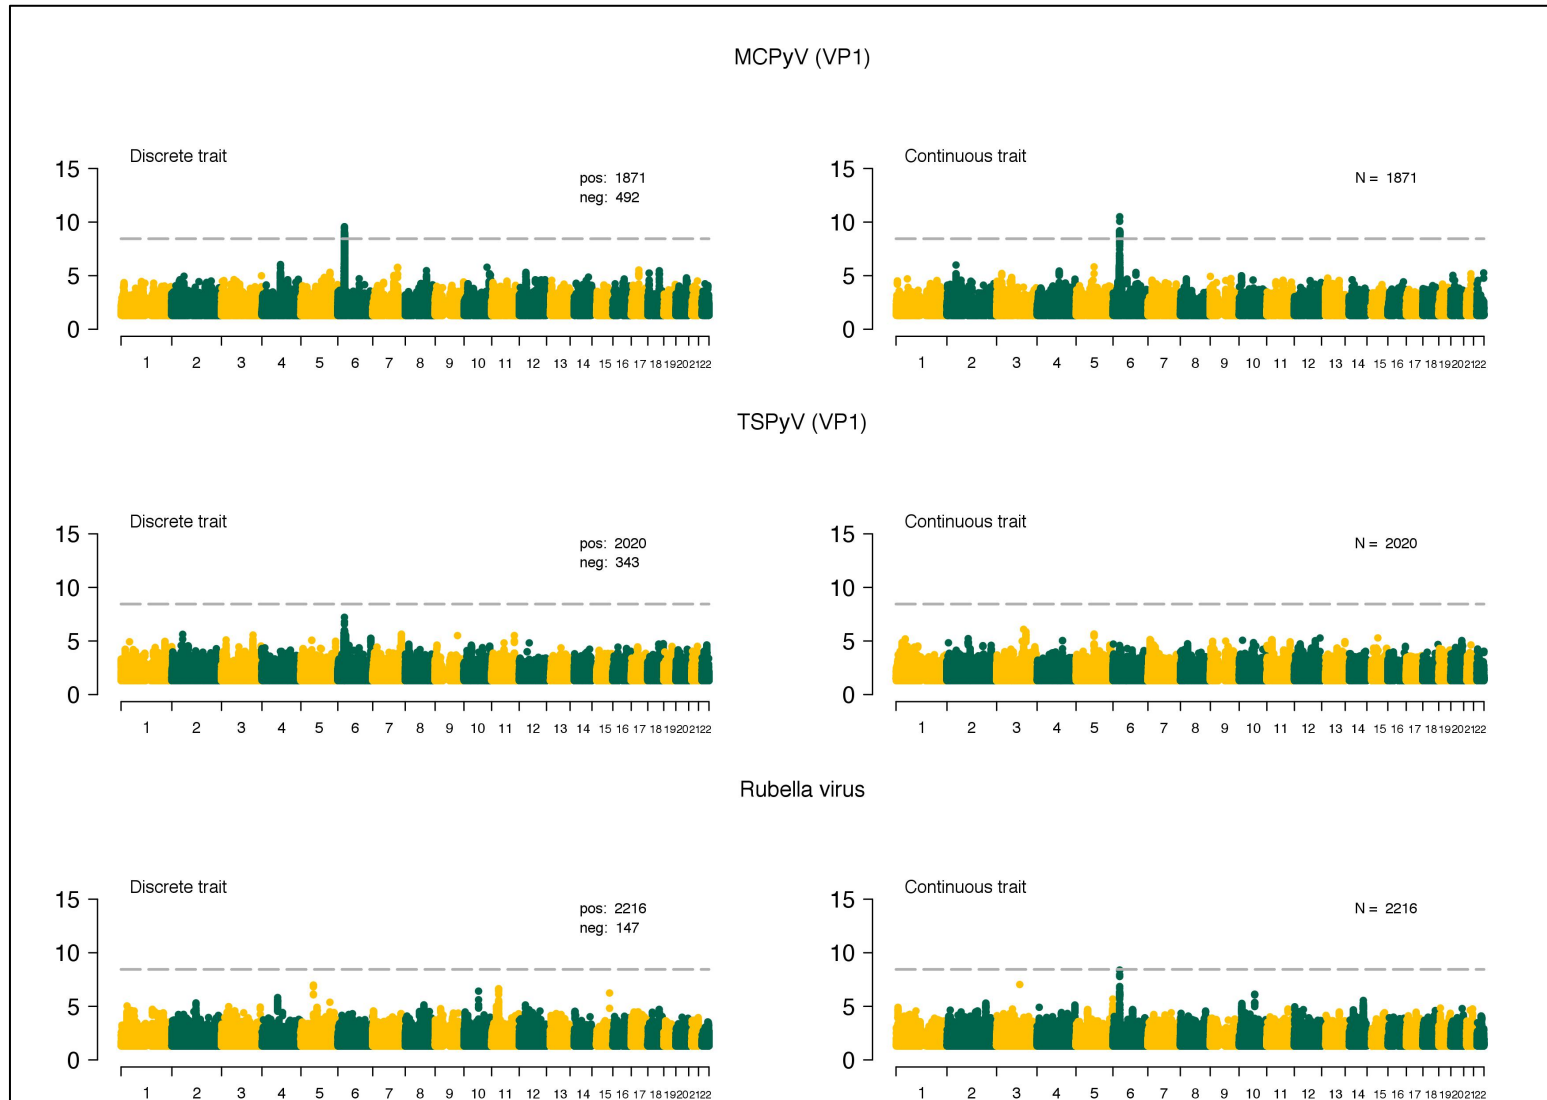 MCPyV (VP1)
Discrete trait
pos: 1871
neg: 492
15
10
5
0
1 2 3 4 5 6 7 8 9 10 11 12 13 14 15 16 17 18 19 20 21 22
Continuous trait
N = 1871
15
10
5
0
1 2 3 4 5 6 7 8 9 10 11 12 13 14 15 16 17 18 19 20 21 22
TSPyV (VP1)
Discrete trait
pos: 2020
neg: 343
15
10
5
0
1 2 3 4 5 6 7 8 9 10 11 12 13 14 15 16 17 18 19 20 21 22
Continuous trait
N = 2020
15
10
5
0
1 2 3 4 5 6 7 8 9 10 11 12 13 14 15 16 17 18 19 20 21 22
Rubella virus
Discrete trait
pos: 2216
neg: 147
15
10
5
0
1 2 3 4 5 6 7 8 9 10 11 12 13 14 15 16 17 18 19 20 21 22
Continuous trait
N = 2216
15
10
5
0
1 2 3 4 5 6 7 8 9 10 11 12 13 14 15 16 17 18 19 20 21 22